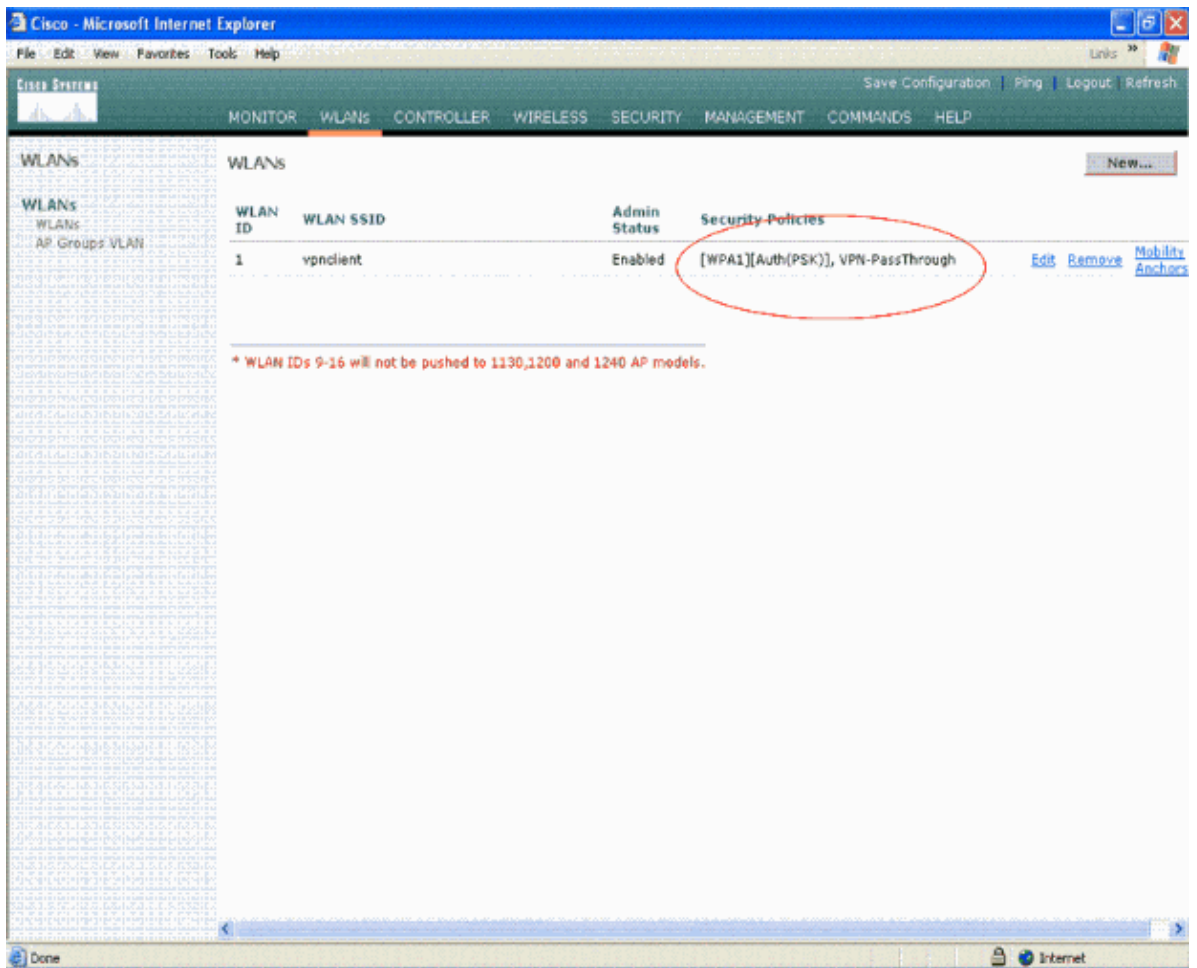 Cisco - Microsoft Internet Explorer
File Edit View Favorites Tools Help
Links »
Cisco Systems
Save Configuration | Ping | Logout | Refresh
MONITOR WLANs CONTROLLER WIRELESS SECURITY MANAGEMENT COMMANDS HELP
WLANs
WLANs
WLANs
AP Groups VLAN
WLANs
New...
WLAN ID WLAN SSID Admin Status Security Policies
1 vpnclient Enabled [WPA1][Auth(PSK)], VPN-PassThrough Edit Remove Mobility Anchors
* WLAN IDs 9-16 will not be pushed to 1130,1200 and 1240 AP models.
Done
Internet